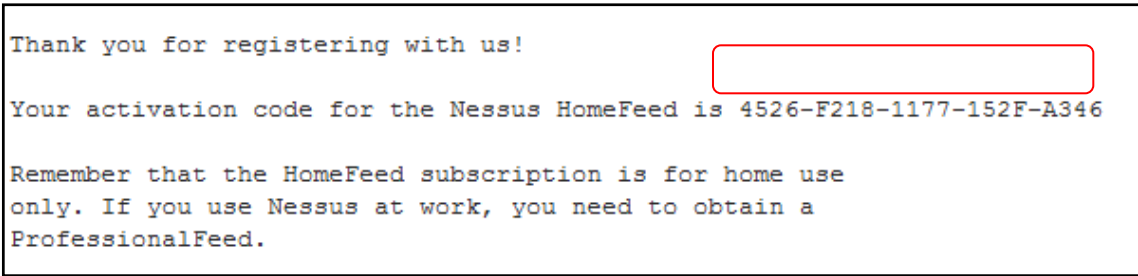 Thank you for registering with us!
Your activation code for the Nessus HomeFeed is 4526-F218-1177-152F-A346
Remember that the HomeFeed subscription is for home use
only. If you use Nessus at work, you need to obtain a
ProfessionalFeed.